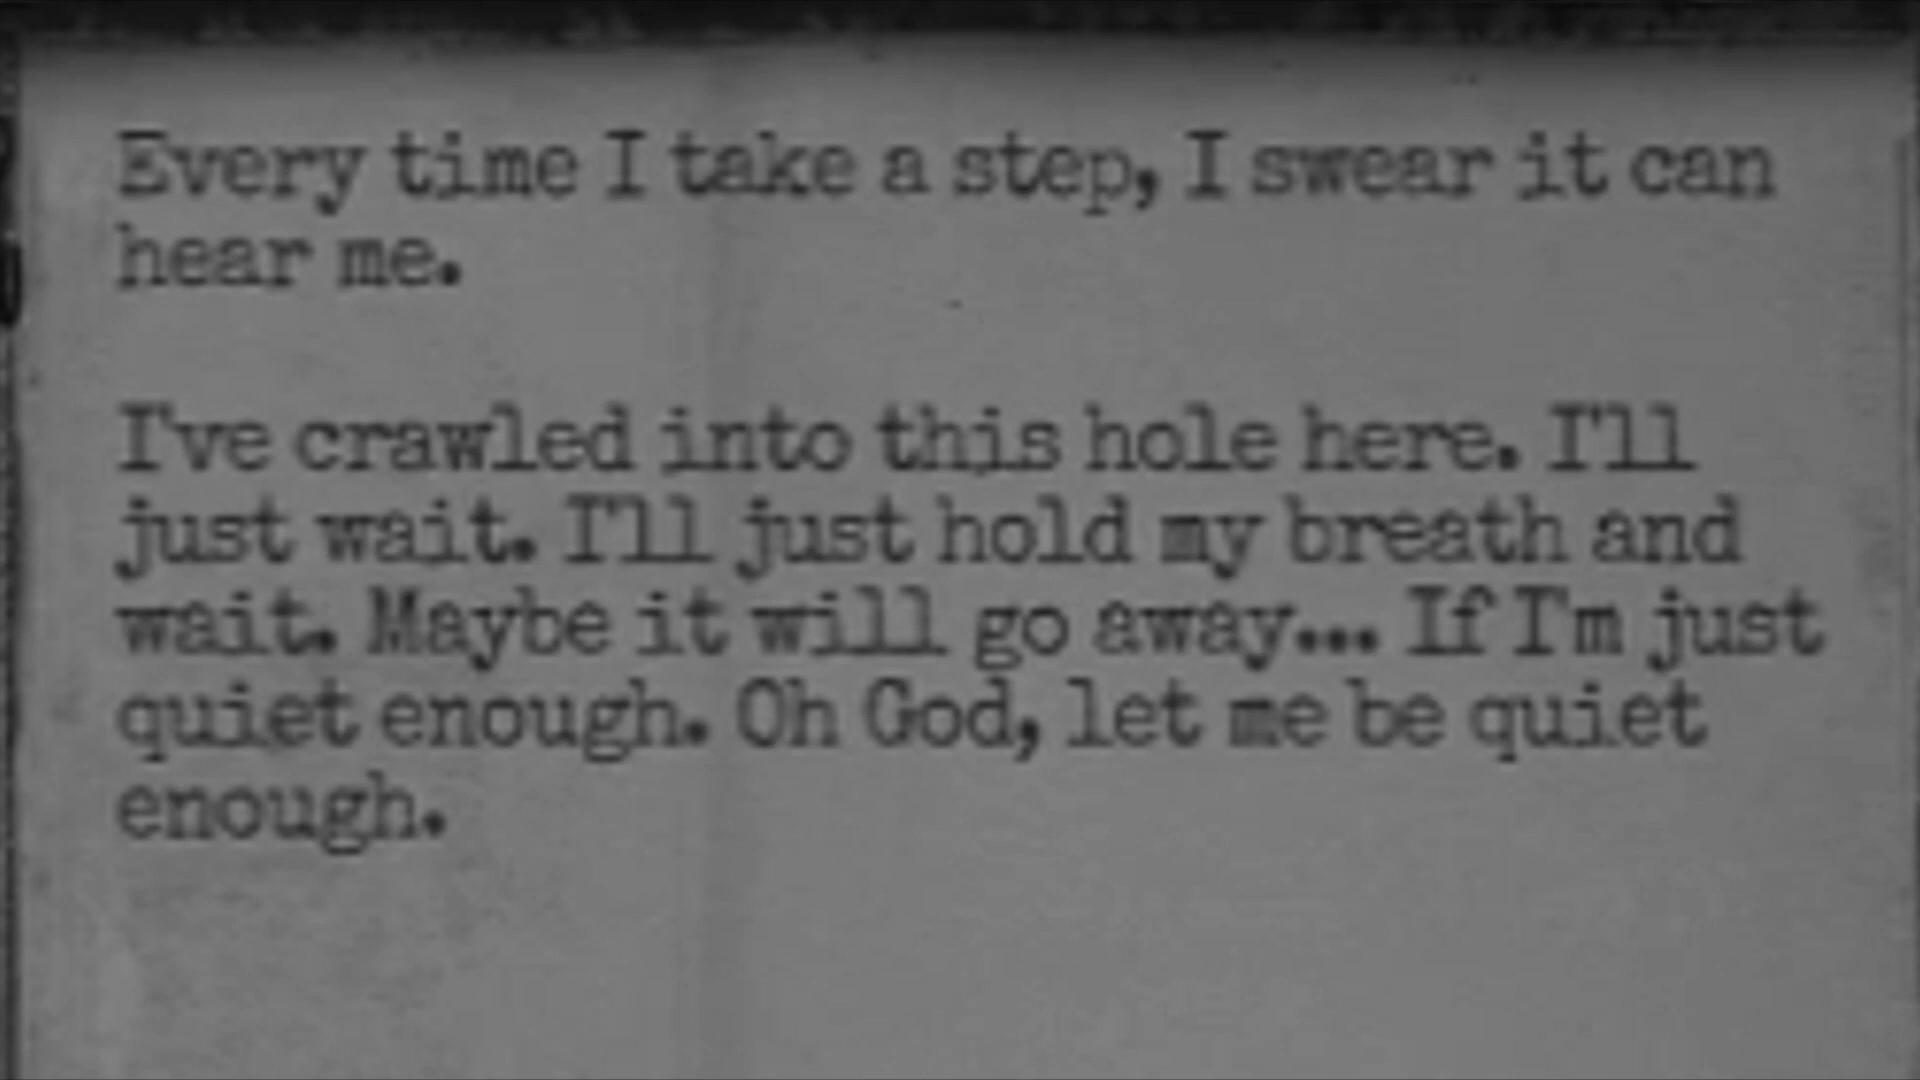 Every time I take a step, I swear it can
hear me.
I've crawled into this hole here. I'll
just wait. I'll just hold my breath and
wait. Maybe it will go away... If I'm just
quiet enough. Oh God, let me be quiet
enough.